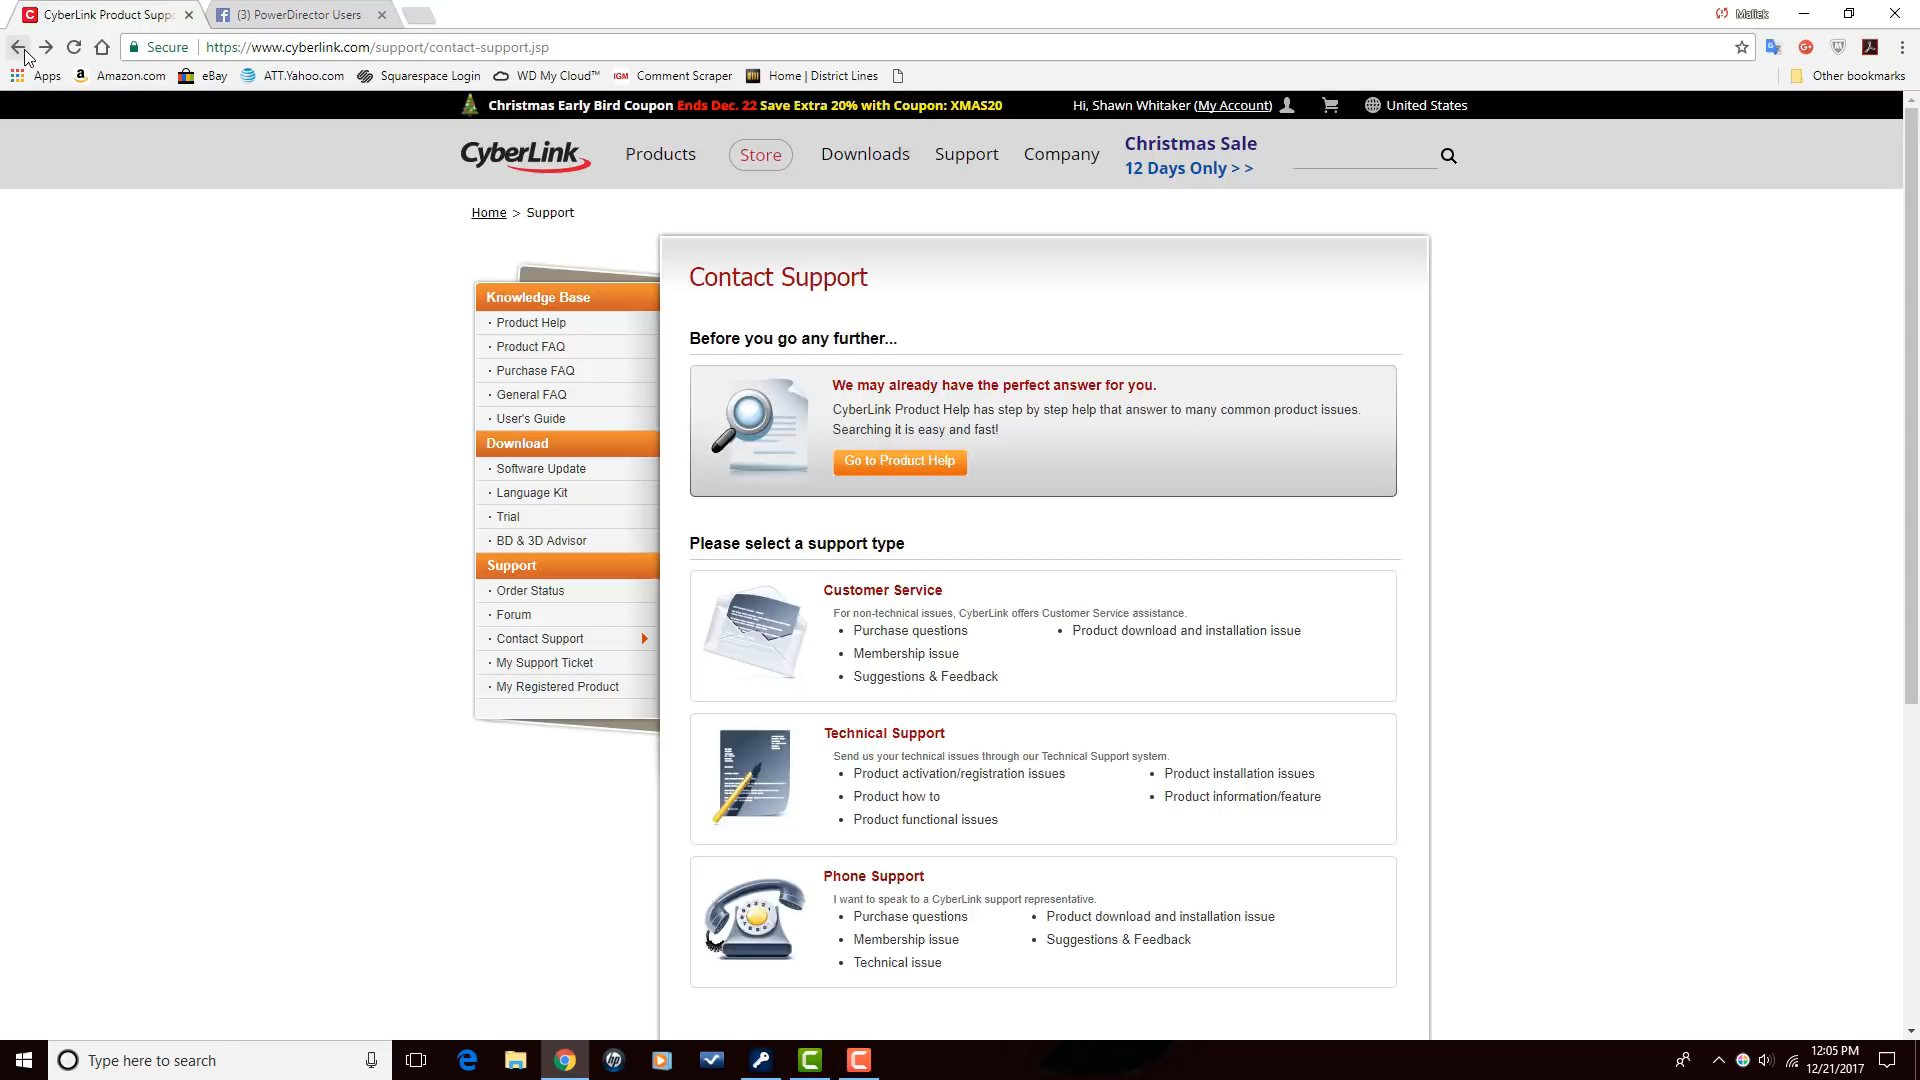 CyberLink Product Suppo
(3) PowerDirector Users
Maliek
Secure
https://www.cyberlink.com/support/contact-support.jsp
Apps
Amazon.com
eBay
ATT.Yahoo.com
Squarespace Login
WD My Cloud™
IGM
Comment Scraper
Home | District Lines
Other bookmarks
Christmas Early Bird Coupon Ends Dec. 22 Save Extra 20% with Coupon: XMAS20
Hi, Shawn Whitaker (My Account)
United States
CyberLink
Products
Store
Downloads
Support
Company
Christmas Sale
12 Days Only > >
Home > Support
Knowledge Base
· Product Help
· Product FAQ
· Purchase FAQ
· General FAQ
· User's Guide
Download
· Software Update
· Language Kit
· Trial
· BD & 3D Advisor
Support
· Order Status
· Forum
· Contact Support
· My Support Ticket
· My Registered Product
Contact Support
Before you go any further...
We may already have the perfect answer for you.
CyberLink Product Help has step by step help that answer to many common product issues.
Searching it is easy and fast!
Go to Product Help
Please select a support type
Customer Service
For non-technical issues, CyberLink offers Customer Service assistance.
• Purchase questions
• Product download and installation issue
• Membership issue
• Suggestions & Feedback
Technical Support
Send us your technical issues through our Technical Support system.
• Product activation/registration issues
• Product installation issues
• Product how to
• Product information/feature
• Product functional issues
Phone Support
I want to speak to a CyberLink support representative.
• Purchase questions
• Product download and installation issue
• Membership issue
• Suggestions & Feedback
• Technical issue
Type here to search
12:05 PM
12/21/2017